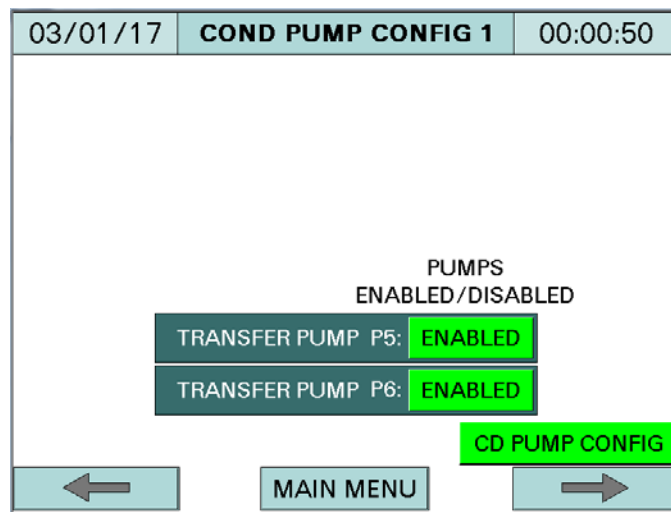 03/01/17 COND PUMP CONFIG 1 00:00:50
PUMPS
ENABLED/DISABLED
TRANSFER PUMP P5: ENABLED
TRANSFER PUMP P6: ENABLED
CD PUMP CONFIG
MAIN MENU